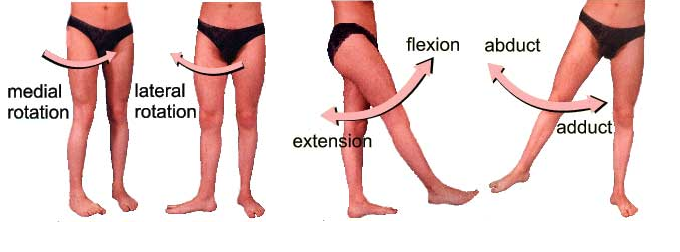 medial
rotation
lateral
rotation
flexion
extension
abduct
adduct